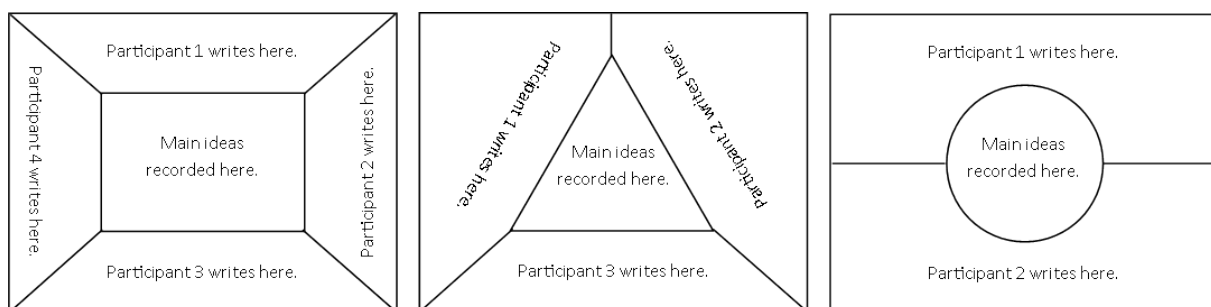 Participant 1 writes here.
Participant 4 writes here.
Main ideas
recorded here.
Participant 2 writes here.
Participant 3 writes here.
Participant 1 writes here.
Participant 2 writes here.
Main ideas
recorded here.
Participant 3 writes here.
Participant 1 writes here.
Main ideas
recorded here.
Participant 2 writes here.